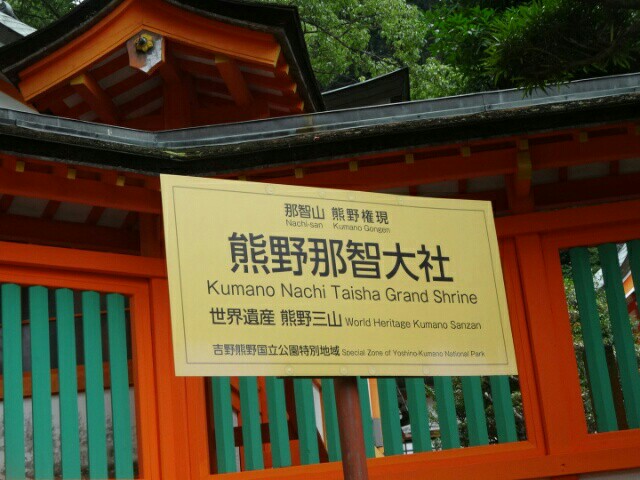 那智山 熊野権現
Nachi-san Kumano Gongen
熊野那智大社
Kumano Nachi Taisha Grand Shrine
世界遺産 熊野三山 World Heritage Kumano Sanzan
吉野熊野国立公園特別地域 Special Zone of Yoshino-Kumano National Park